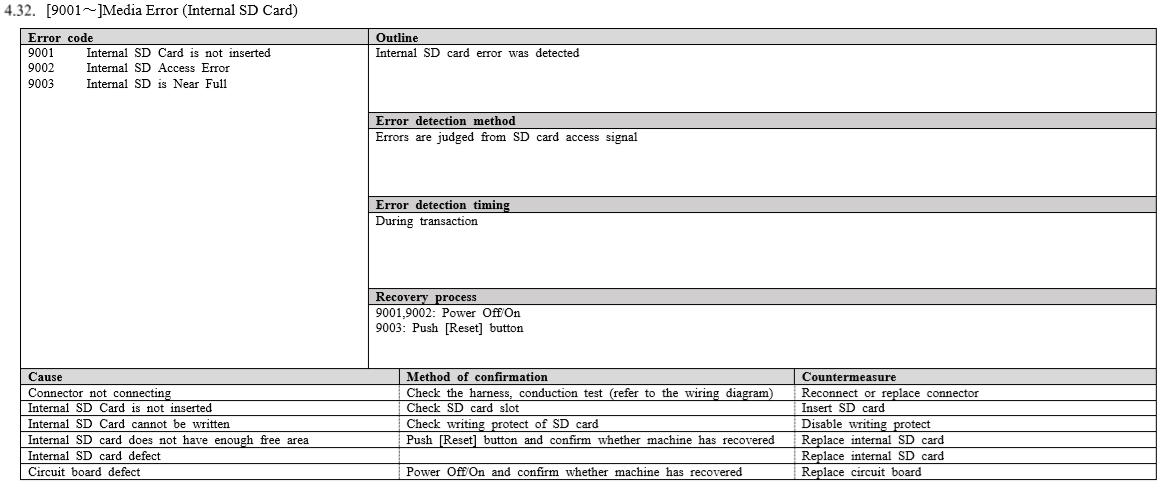 4.32. [9001～]Media Error (Internal SD Card)
Error code
9001 Internal SD Card is not inserted
9002 Internal SD Access Error
9003 Internal SD is Near Full
Outline
Internal SD card error was detected
Error detection method
Errors are judged from SD card access signal
Error detection timing
During transaction
Recovery process
9001,9002: Power Off/On
9003: Push [Reset] button
Cause Method of confirmation Countermeasure
Connector not connecting Check the harness, conduction test (refer to the wiring diagram) Reconnect or replace connector
Internal SD Card is not inserted Check SD card slot Insert SD card
Internal SD Card cannot be written Check writing protect of SD card Disable writing protect
Internal SD card does not have enough free area Push [Reset] button and confirm whether machine has recovered Replace internal SD card
Internal SD card defect Replace internal SD card
Circuit board defect Power Off/On and confirm whether machine has recovered Replace circuit board